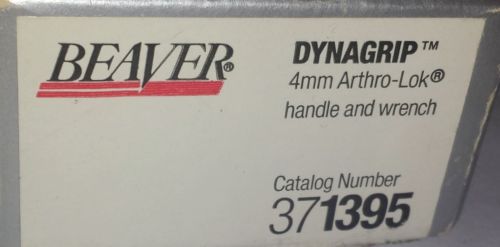 BEAVER®
DYNAGRIP™
4mm Arthro-Lok®
handle and wrench
Catalog Number
371395